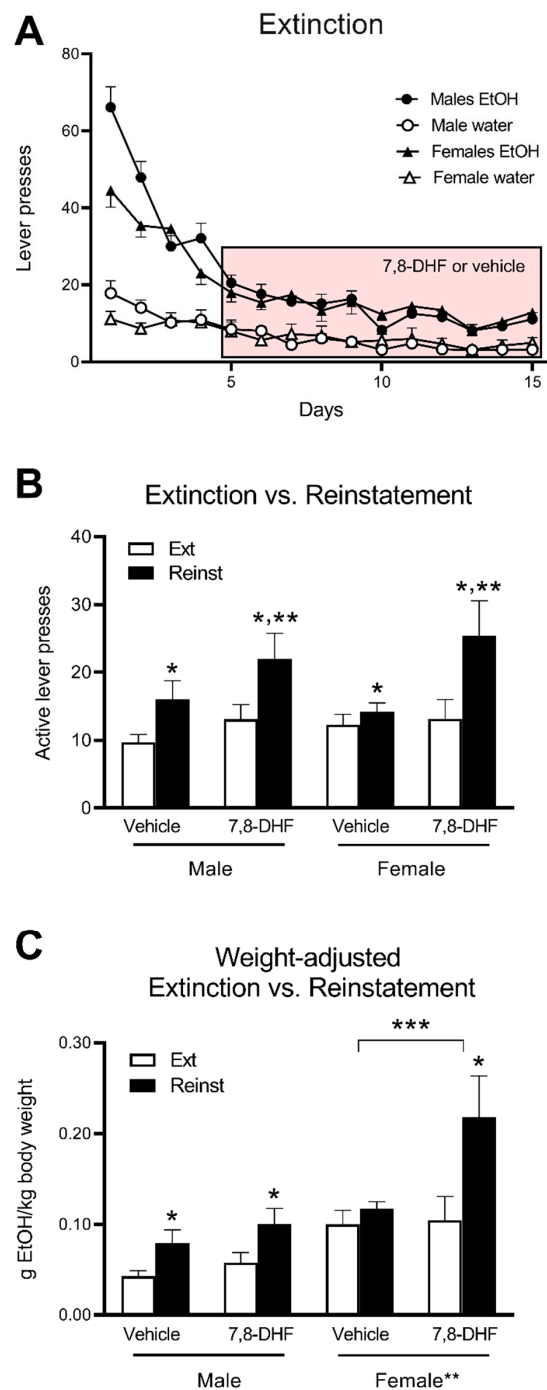 A
Extinction
80
60
40
20
0
Lever presses
Males EtOH
Male water
Females EtOH
Female water
7,8-DHF or vehicle
5
10
15
Days
B
Extinction vs. Reinstatement
40
30
20
10
0
Active lever presses
Ext
Reinst
*
*,**
*
*,**
Vehicle
7,8-DHF
Vehicle
7,8-DHF
Male
Female
C
Weight-adjusted
Extinction vs. Reinstatement
0.30
0.20
0.10
0.00
g EtOH/kg body weight
Ext
Reinst
*
*
***
*
Vehicle
7,8-DHF
Vehicle
7,8-DHF
Male
Female**